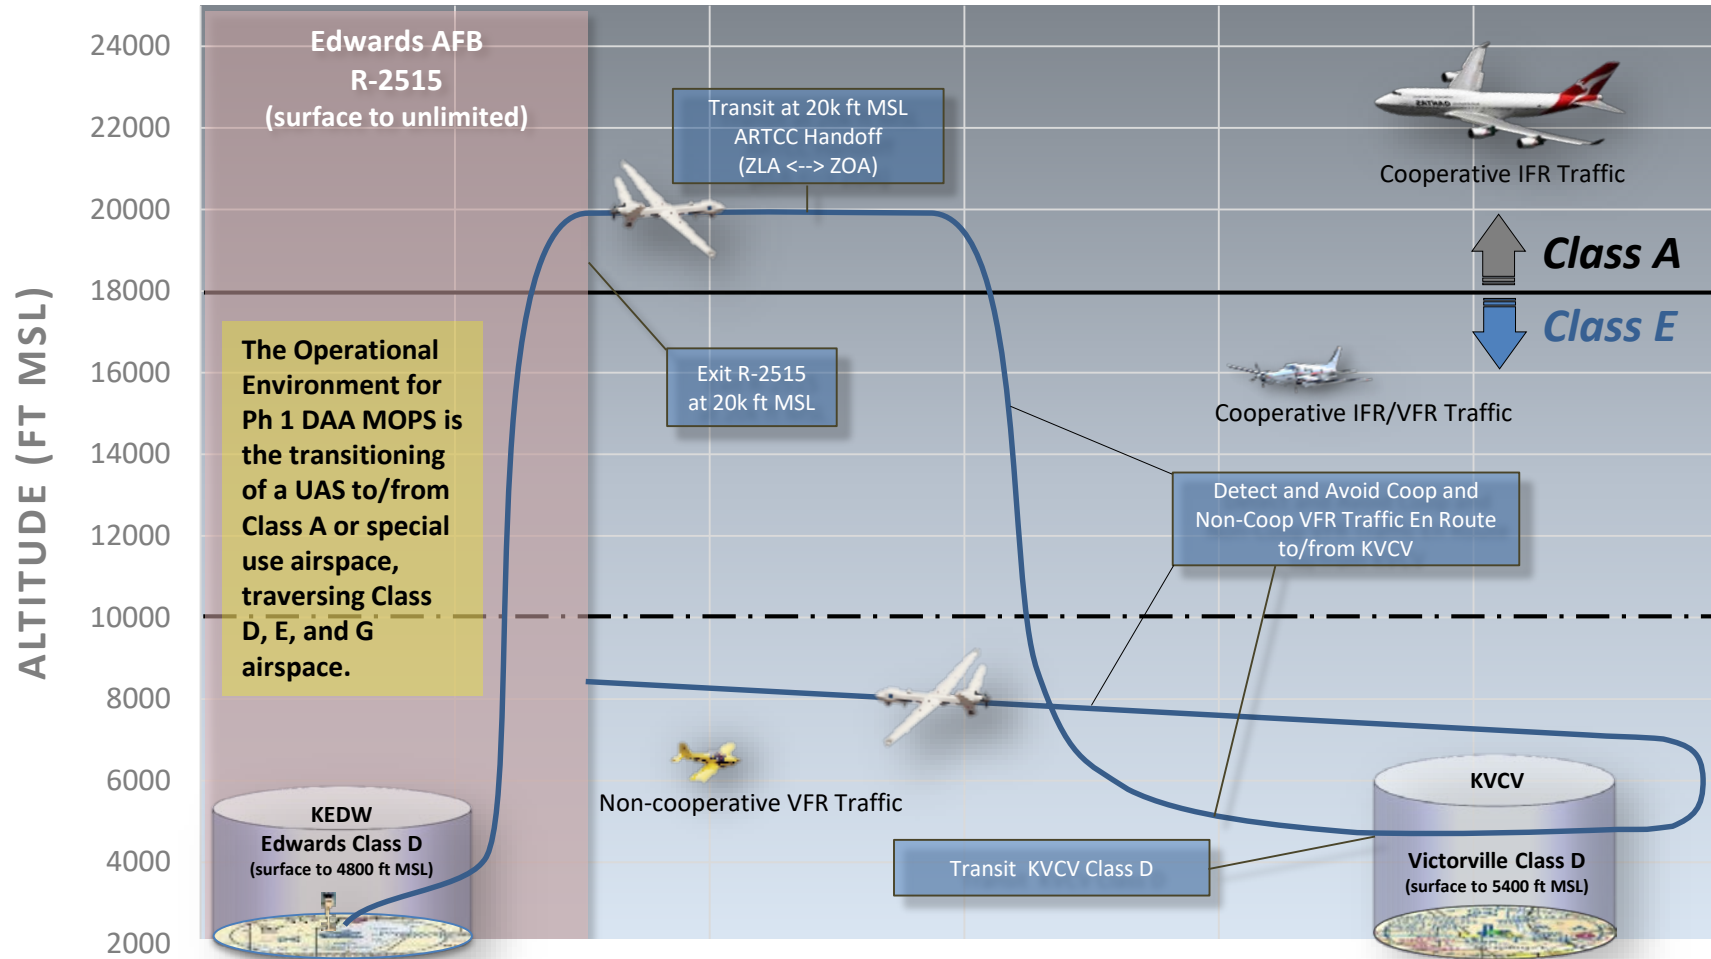 ALTITUDE (FT MSL)
24000
22000
20000
18000
16000
14000
12000
10000
8000
6000
4000
2000
Edwards AFB
R-2515
(surface to unlimited)
Transit at 20k ft MSL
ARTCC Handoff
(ZLA <--> ZOA)
QANTAS
Cooperative IFR Traffic
Class A
Class E
The Operational
Environment for
Ph 1 DAA MOPS is
the transitioning
of a UAS to/from
Class A or special
use airspace,
traversing Class
D, E, and G
airspace.
Exit R-2515
at 20k ft MSL
Cooperative IFR/VFR Traffic
Detect and Avoid Coop and
Non-Coop VFR Traffic En Route
to/from KVCV
Non-cooperative VFR Traffic
KEDW
Edwards Class D
(surface to 4800 ft MSL)
Transit KVCV Class D
KVCV
Victorville Class D
(surface to 5400 ft MSL)